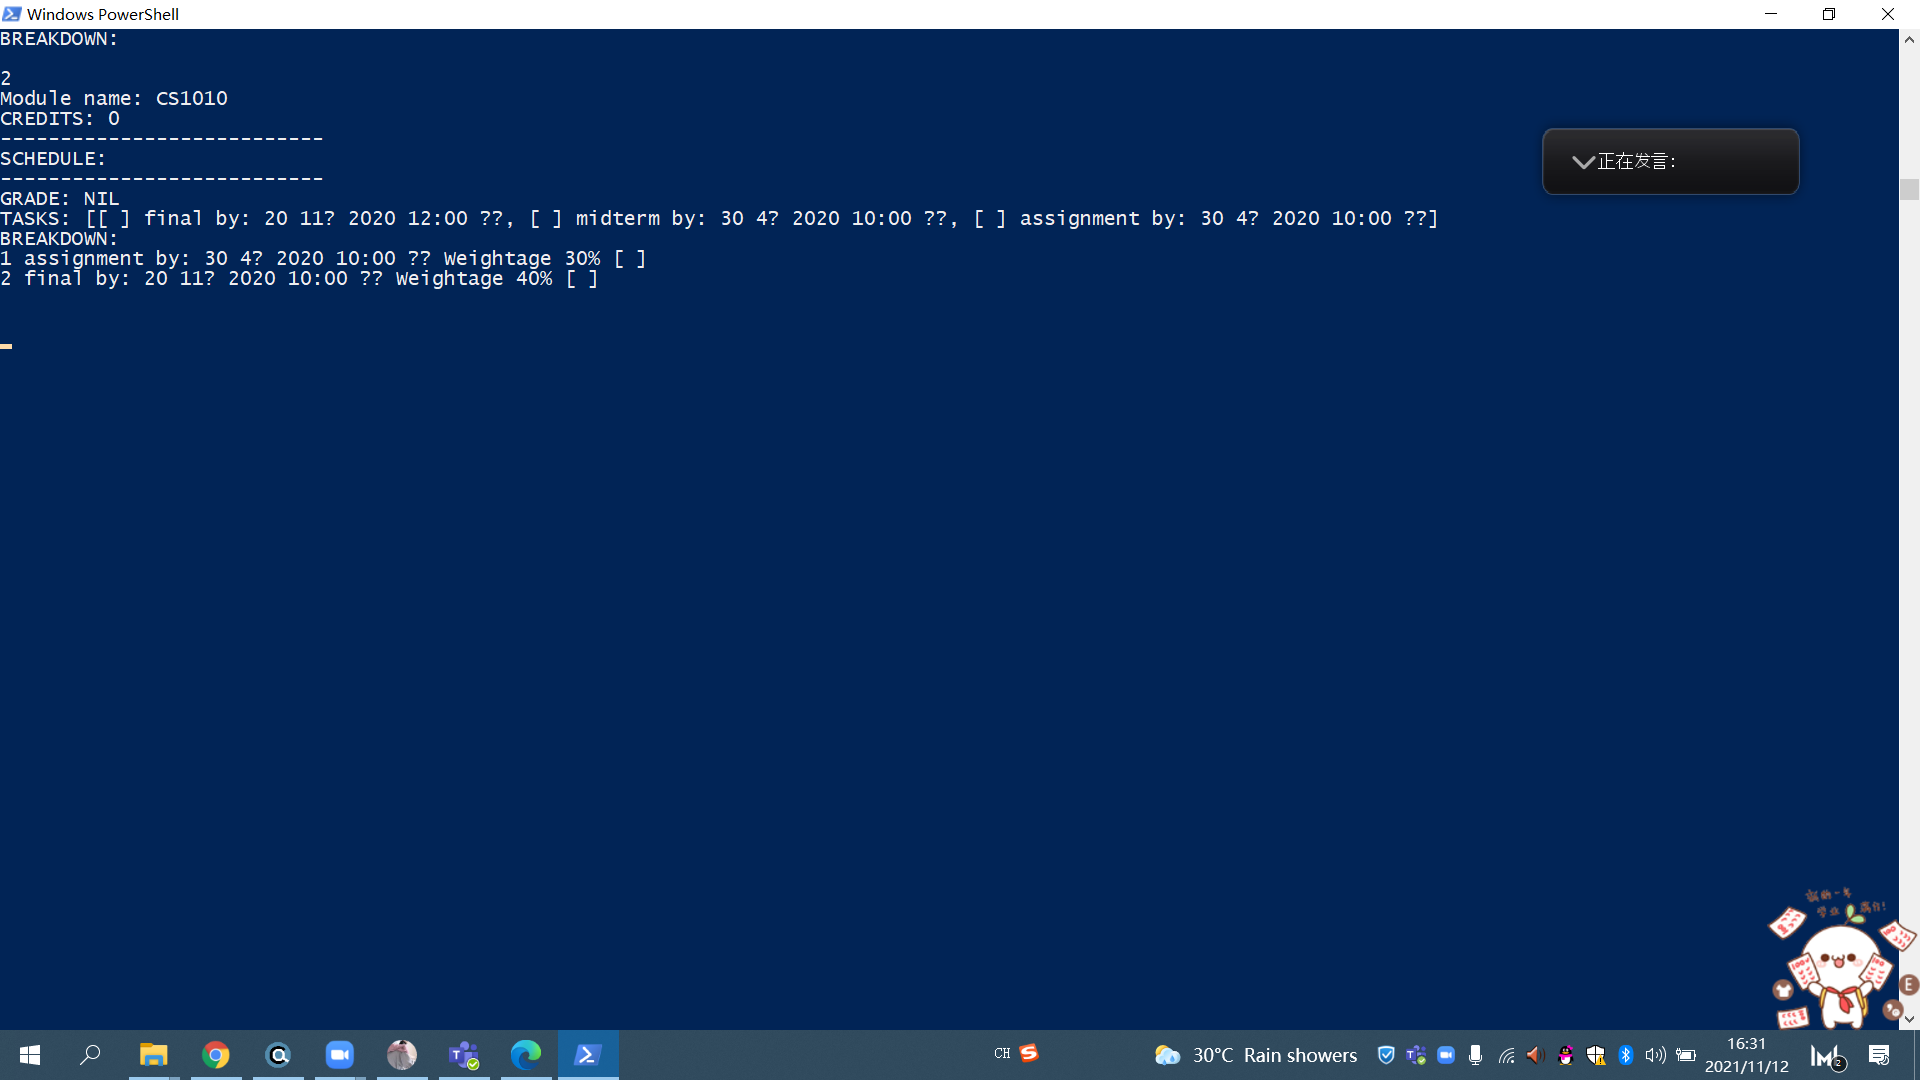 Windows PowerShell
BREAKDOWN:
2
Module name: CS1010
CREDITS: 0
---------------------------
SCHEDULE:
---------------------------
GRADE: NIL
TASKS: [[ ] final by: 20 11? 2020 12:00 ??, [ ] midterm by: 30 4? 2020 10:00 ??, [ ] assignment by: 30 4? 2020 10:00 ??]
BREAKDOWN:
1 assignment by: 30 4? 2020 10:00 ?? Weightage 30% [ ]
2 final by: 20 11? 2020 10:00 ?? Weightage 40% [ ]
正在发言:
E
CH
30°C Rain showers
16:31
2021/11/12
2